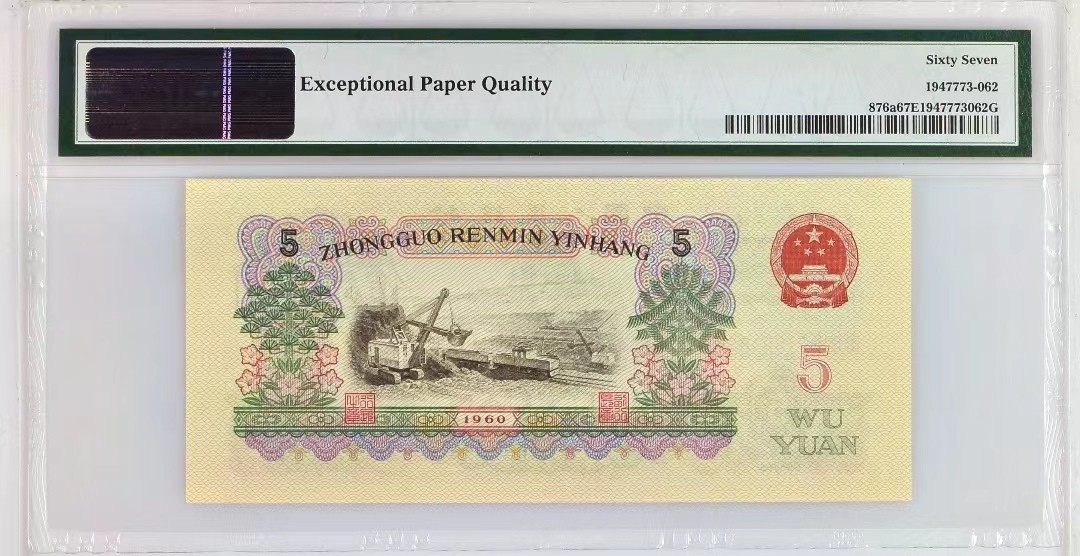 Sixty Seven
Exceptional Paper Quality
1947773-062
876a67E1947773062G
5 ZHONGGUO RENMIN YINHANG 5
5
1960
WU
YUAN